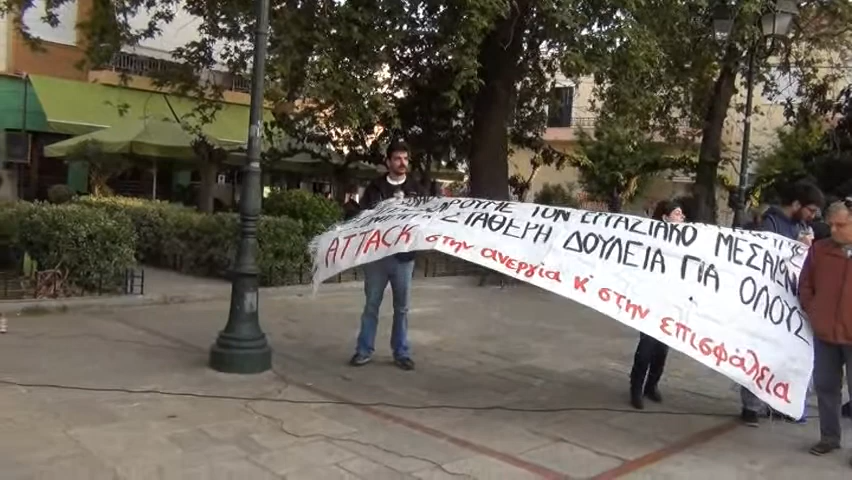 ΤΟΝ ΕΡΓΑΣΙΑΚΟ ΜΕΣΑΙΩΝΑ
ΣΤΑΘΕΡΗ ΔΟΥΛΕΙΑ ΓΙΑ ΟΛΟΥΣ
ATTACK στην ανεργία κ' στην επισφάλεια